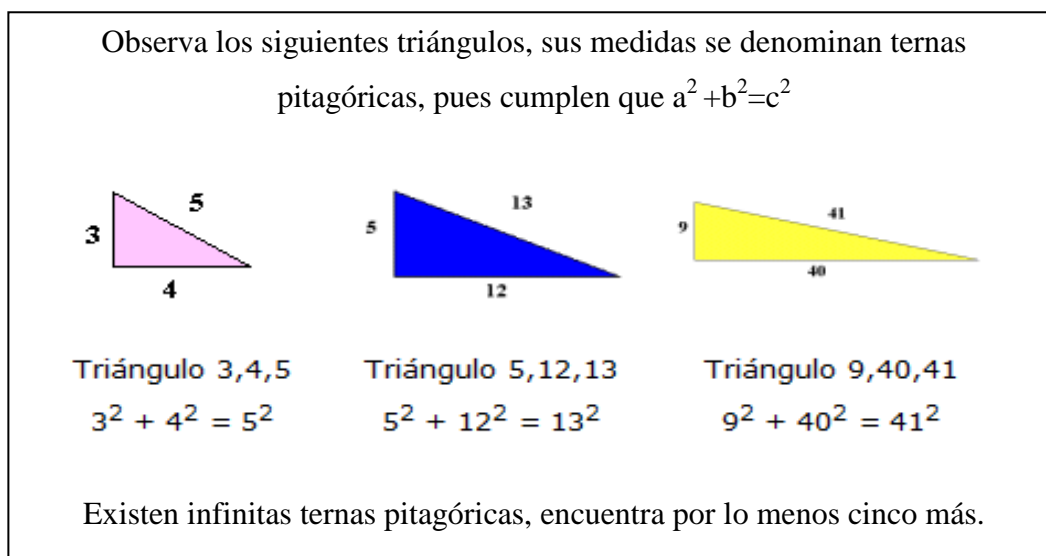 Observa los siguientes triángulos, sus medidas se denominan ternas
pitagóricas, pues cumplen que a² +b²=c²
5
3
4
13
5
12
41
9
40
Triángulo 3,4,5
Triángulo 5,12,13
Triángulo 9,40,41
3² + 4² = 5²
5² + 12² = 13²
9² + 40² = 41²
Existen infinitas ternas pitagóricas, encuentra por lo menos cinco más.